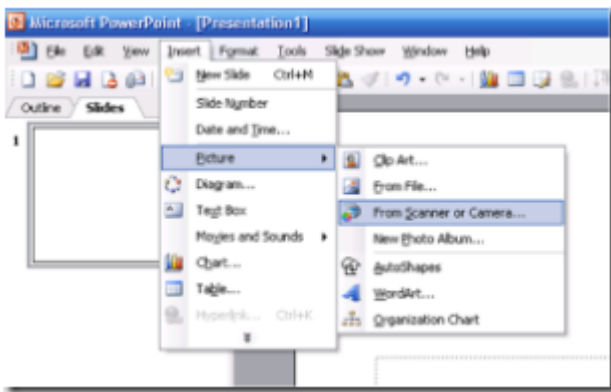 Microsoft PowerPoint - [Presentation1]
File Edit View Insert Format Tools Slide Show Window Help
Outline Slides
1
New Slide Ctrl+M
Slide Number
Date and Time...
Picture
Diagram...
Text Box
Movies and Sounds
Chart...
Table...
Hyperlink... Ctrl+K
Clip Art...
From File...
From Scanner or Camera...
New Photo Album...
AutoShapes
WordArt...
Organization Chart